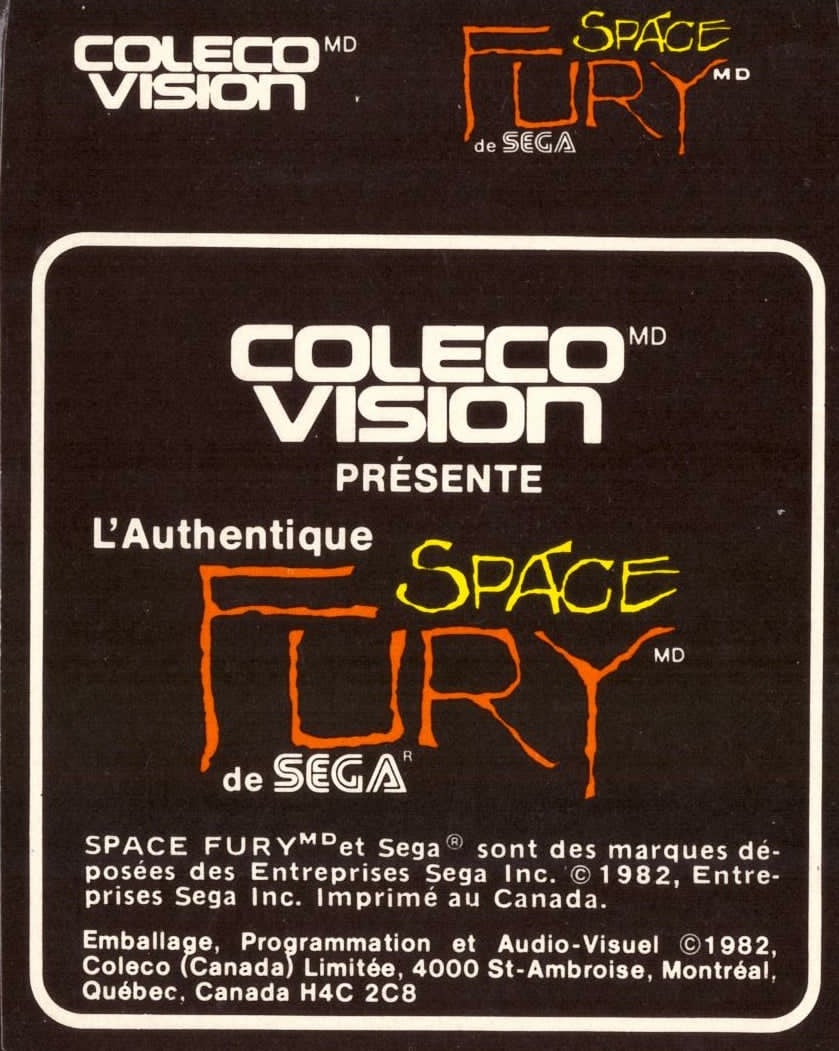 COLECO MD
VISION
SPACE
FURY MD
de SEGA
COLECO MD
VISION
PRÉSENTE
L'Authentique
SPACE
FURY MD
de SEGA R
SPACE FURY MD et Sega ® sont des marques dé-
posées des Entreprises Sega Inc. © 1982, Entre-
prises Sega Inc. Imprimé au Canada.
Emballage, Programmation et Audio-Visuel ©1982,
Coleco (Canada) Limitée, 4000 St-Ambroise, Montréal,
Québec, Canada H4C 2C8